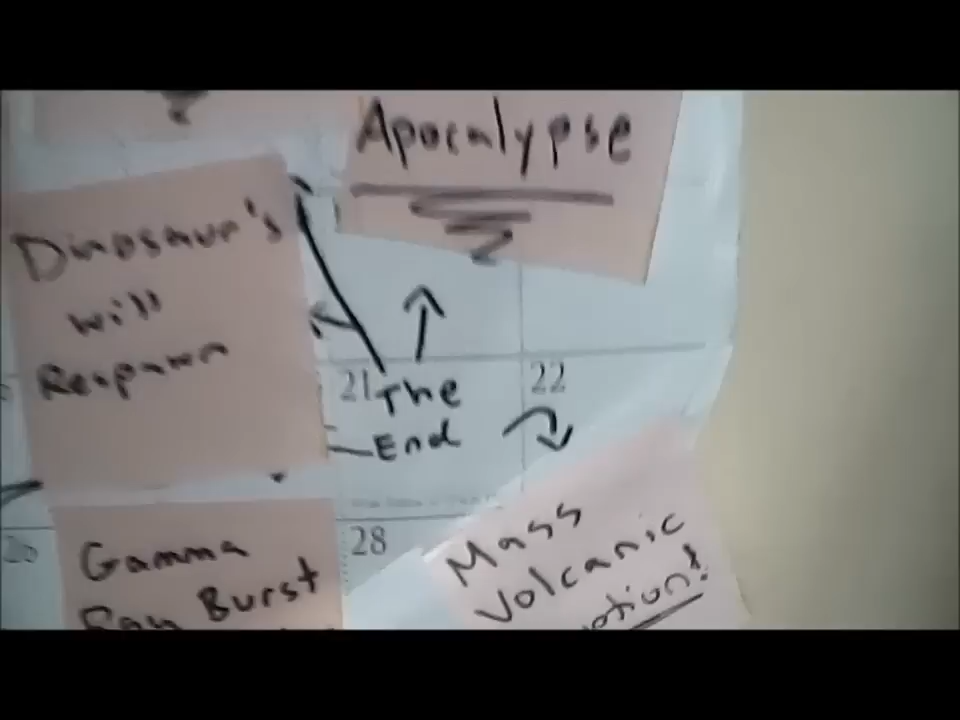 Apocalypse
Dinosaur's
will
Respawn
21 The
End
22
Gamma
Ray Burst
28
Mass
Volcanic